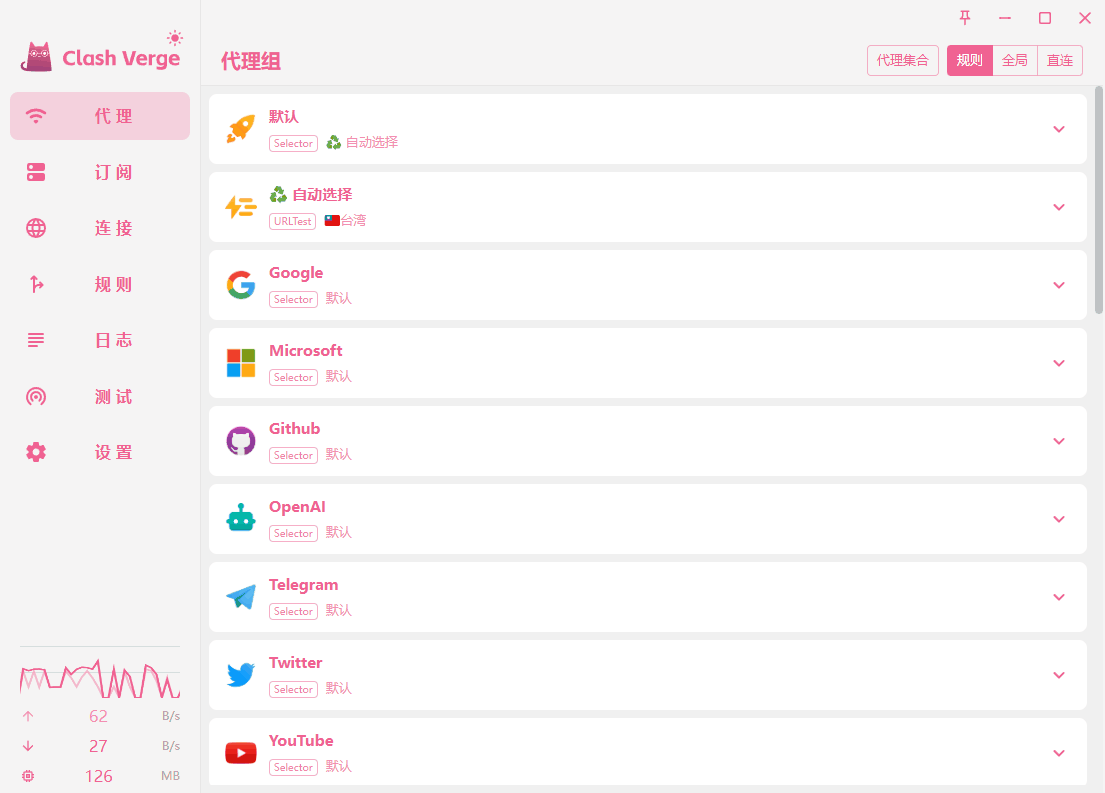 Clash Verge
代理
订阅
连接
规则
日志
测试
设置
62 B/s
27 B/s
126 MB
代理组
代理集合 规则 全局 直连
默认
Selector ♻️ 自动选择
♻️ 自动选择
URLTest 🇹🇼台湾
Google
Selector 默认
Microsoft
Selector 默认
Github
Selector 默认
OpenAI
Selector 默认
Telegram
Selector 默认
Twitter
Selector 默认
YouTube
Selector 默认